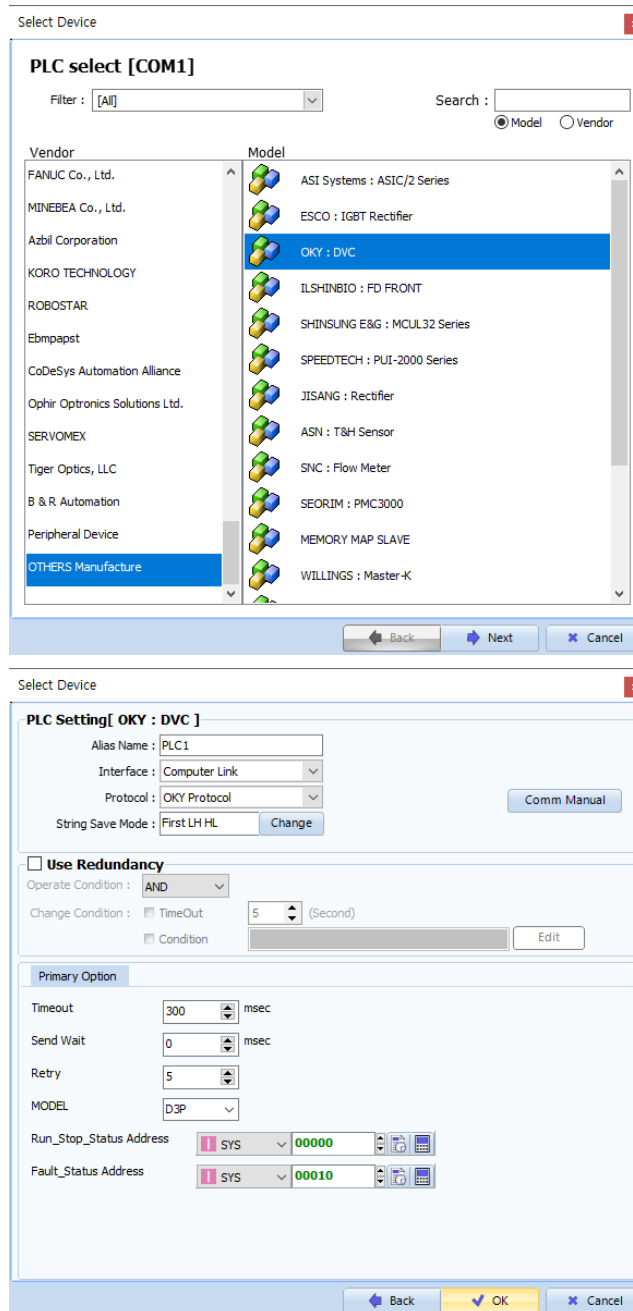 Select Device
PLC select [COM1]
Filter : [All]
Search :
Model Vendor
Vendor Model
FANUC Co., Ltd.
MINEBEA Co., Ltd.
Azbil Corporation
KORO TECHNOLOGY
ROBOSTAR
Ebmpapst
CoDeSys Automation Alliance
Ophir Optronics Solutions Ltd.
SERVOMEX
Tiger Optics, LLC
B & R Automation
Peripheral Device
OTHERS Manufacture
ASI Systems : ASIC/2 Series
ESCO : IGBT Rectifier
OKY : DVC
ILSHINBIO : FD FRONT
SHINSUNG E&G : MCUL32 Series
SPEEDTECH : PUI-2000 Series
JISANG : Rectifier
ASN : T&H Sensor
SNC : Flow Meter
SEORIM : PMC3000
MEMORY MAP SLAVE
WILLINGS : Master-K
Back Next Cancel
Select Device
PLC Setting[ OKY : DVC ]
Alias Name : PLC1
Interface : Computer Link
Protocol : OKY Protocol
Comm Manual
String Save Mode : First LH HL Change
Use Redundancy
Operate Condition : AND
Change Condition : TimeOut 5 (Second)
Condition Edit
Primary Option
Timeout 300 msec
Send Wait 0 msec
Retry 5
MODEL D3P
Run_Stop_Status Address I SYS 00000
Fault_Status Address I SYS 00010
Back OK Cancel